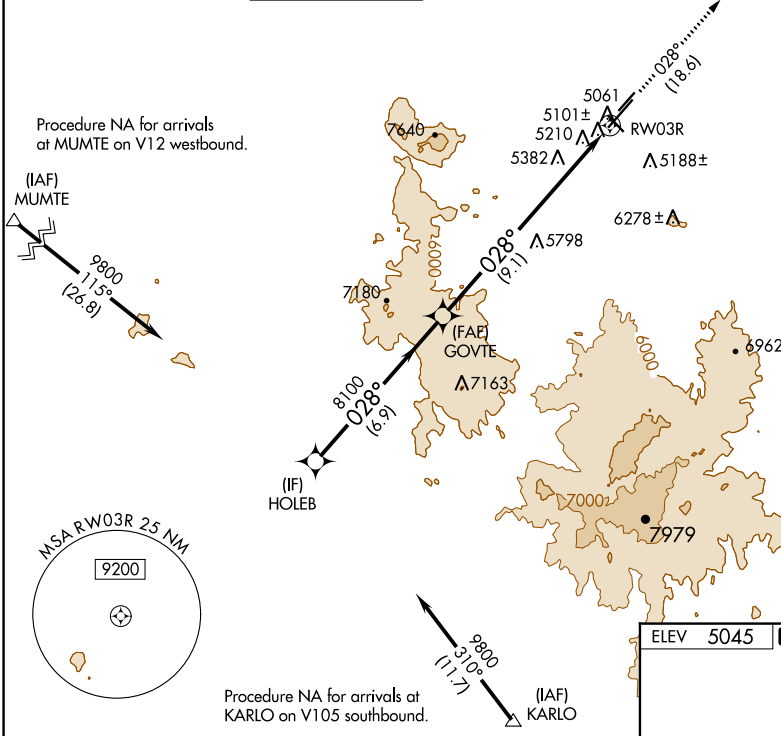 028°
(18.6)
5061
5101±
5210
RW03R
7640
5382
5188±
Procedure NA for arrivals
at MUMTE on V12 westbound.
(IAF)
MUMTE
6278±
9800
115°
(26.8)
6000
5798
028°
(9.1)
7180
(FAF)
GOVTE
6000
6962
7163
8100
028°
(6.9)
(IF)
HOLEB
7000
7979
MSA RW03R 25 NM
9200
ELEV 5045
9800
310°
(11.7)
Procedure NA for arrivals at
KARLO on V105 southbound.
(IAF)
KARLO